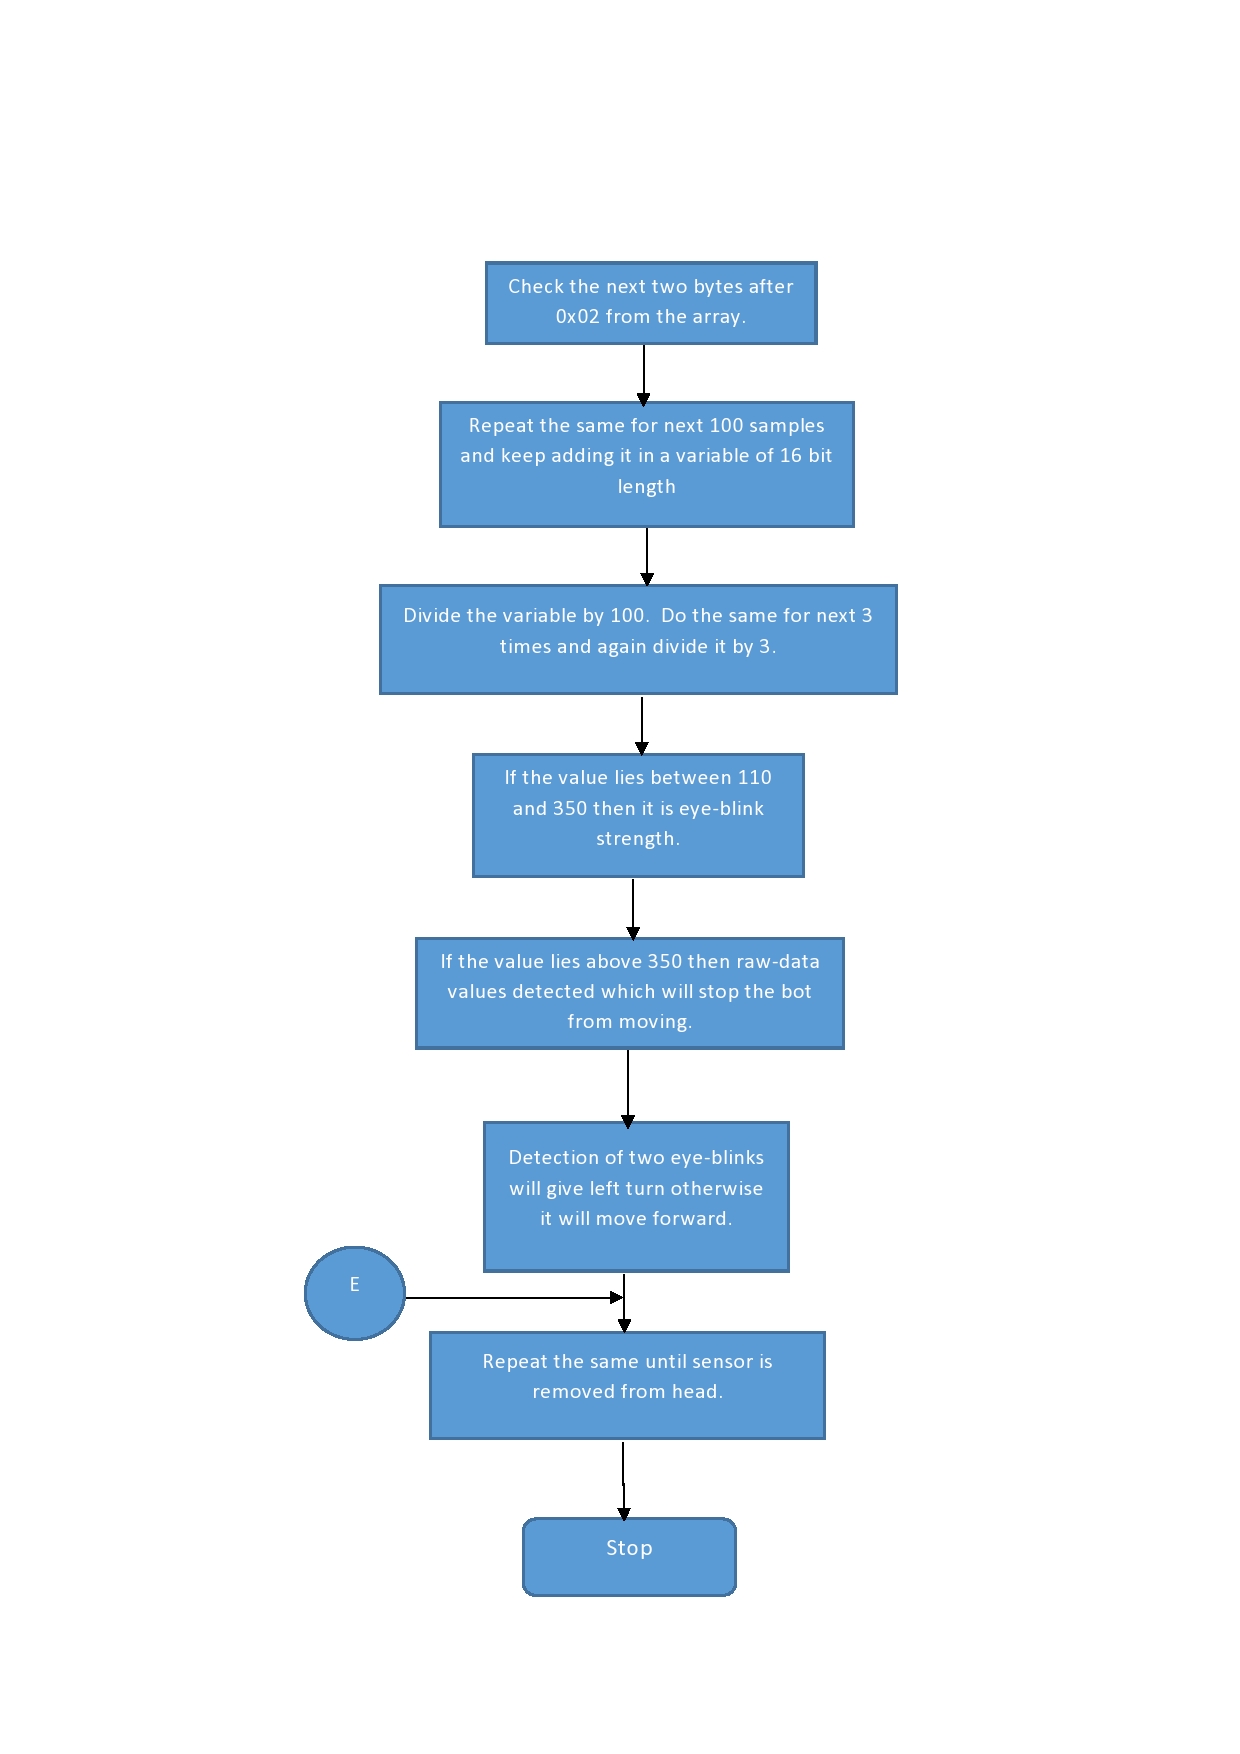 Check the next two bytes after
0x02 from the array.
Repeat the same for next 100 samples
and keep adding it in a variable of 16 bit
length
Divide the variable by 100.  Do the same for next 3
times and again divide it by 3.
If the value lies between 110
and 350 then it is eye-blink
strength.
If the value lies above 350 then raw-data
values detected which will stop the bot
from moving.
Detection of two eye-blinks
will give left turn otherwise
it will move forward.
E
Repeat the same until sensor is
removed from head.
Stop